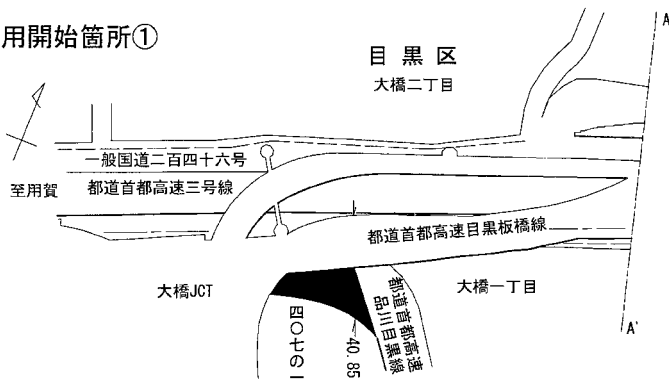 用開始箇所①
目黒区
大橋二丁目
A
一般国道二百四十六号
至用賀
都道首都高速三号線
都道首都高速目黒板橋線
大橋JCT
大橋一丁目
都道首都高速
品川目黒線
四〇七の一
40.85
A'